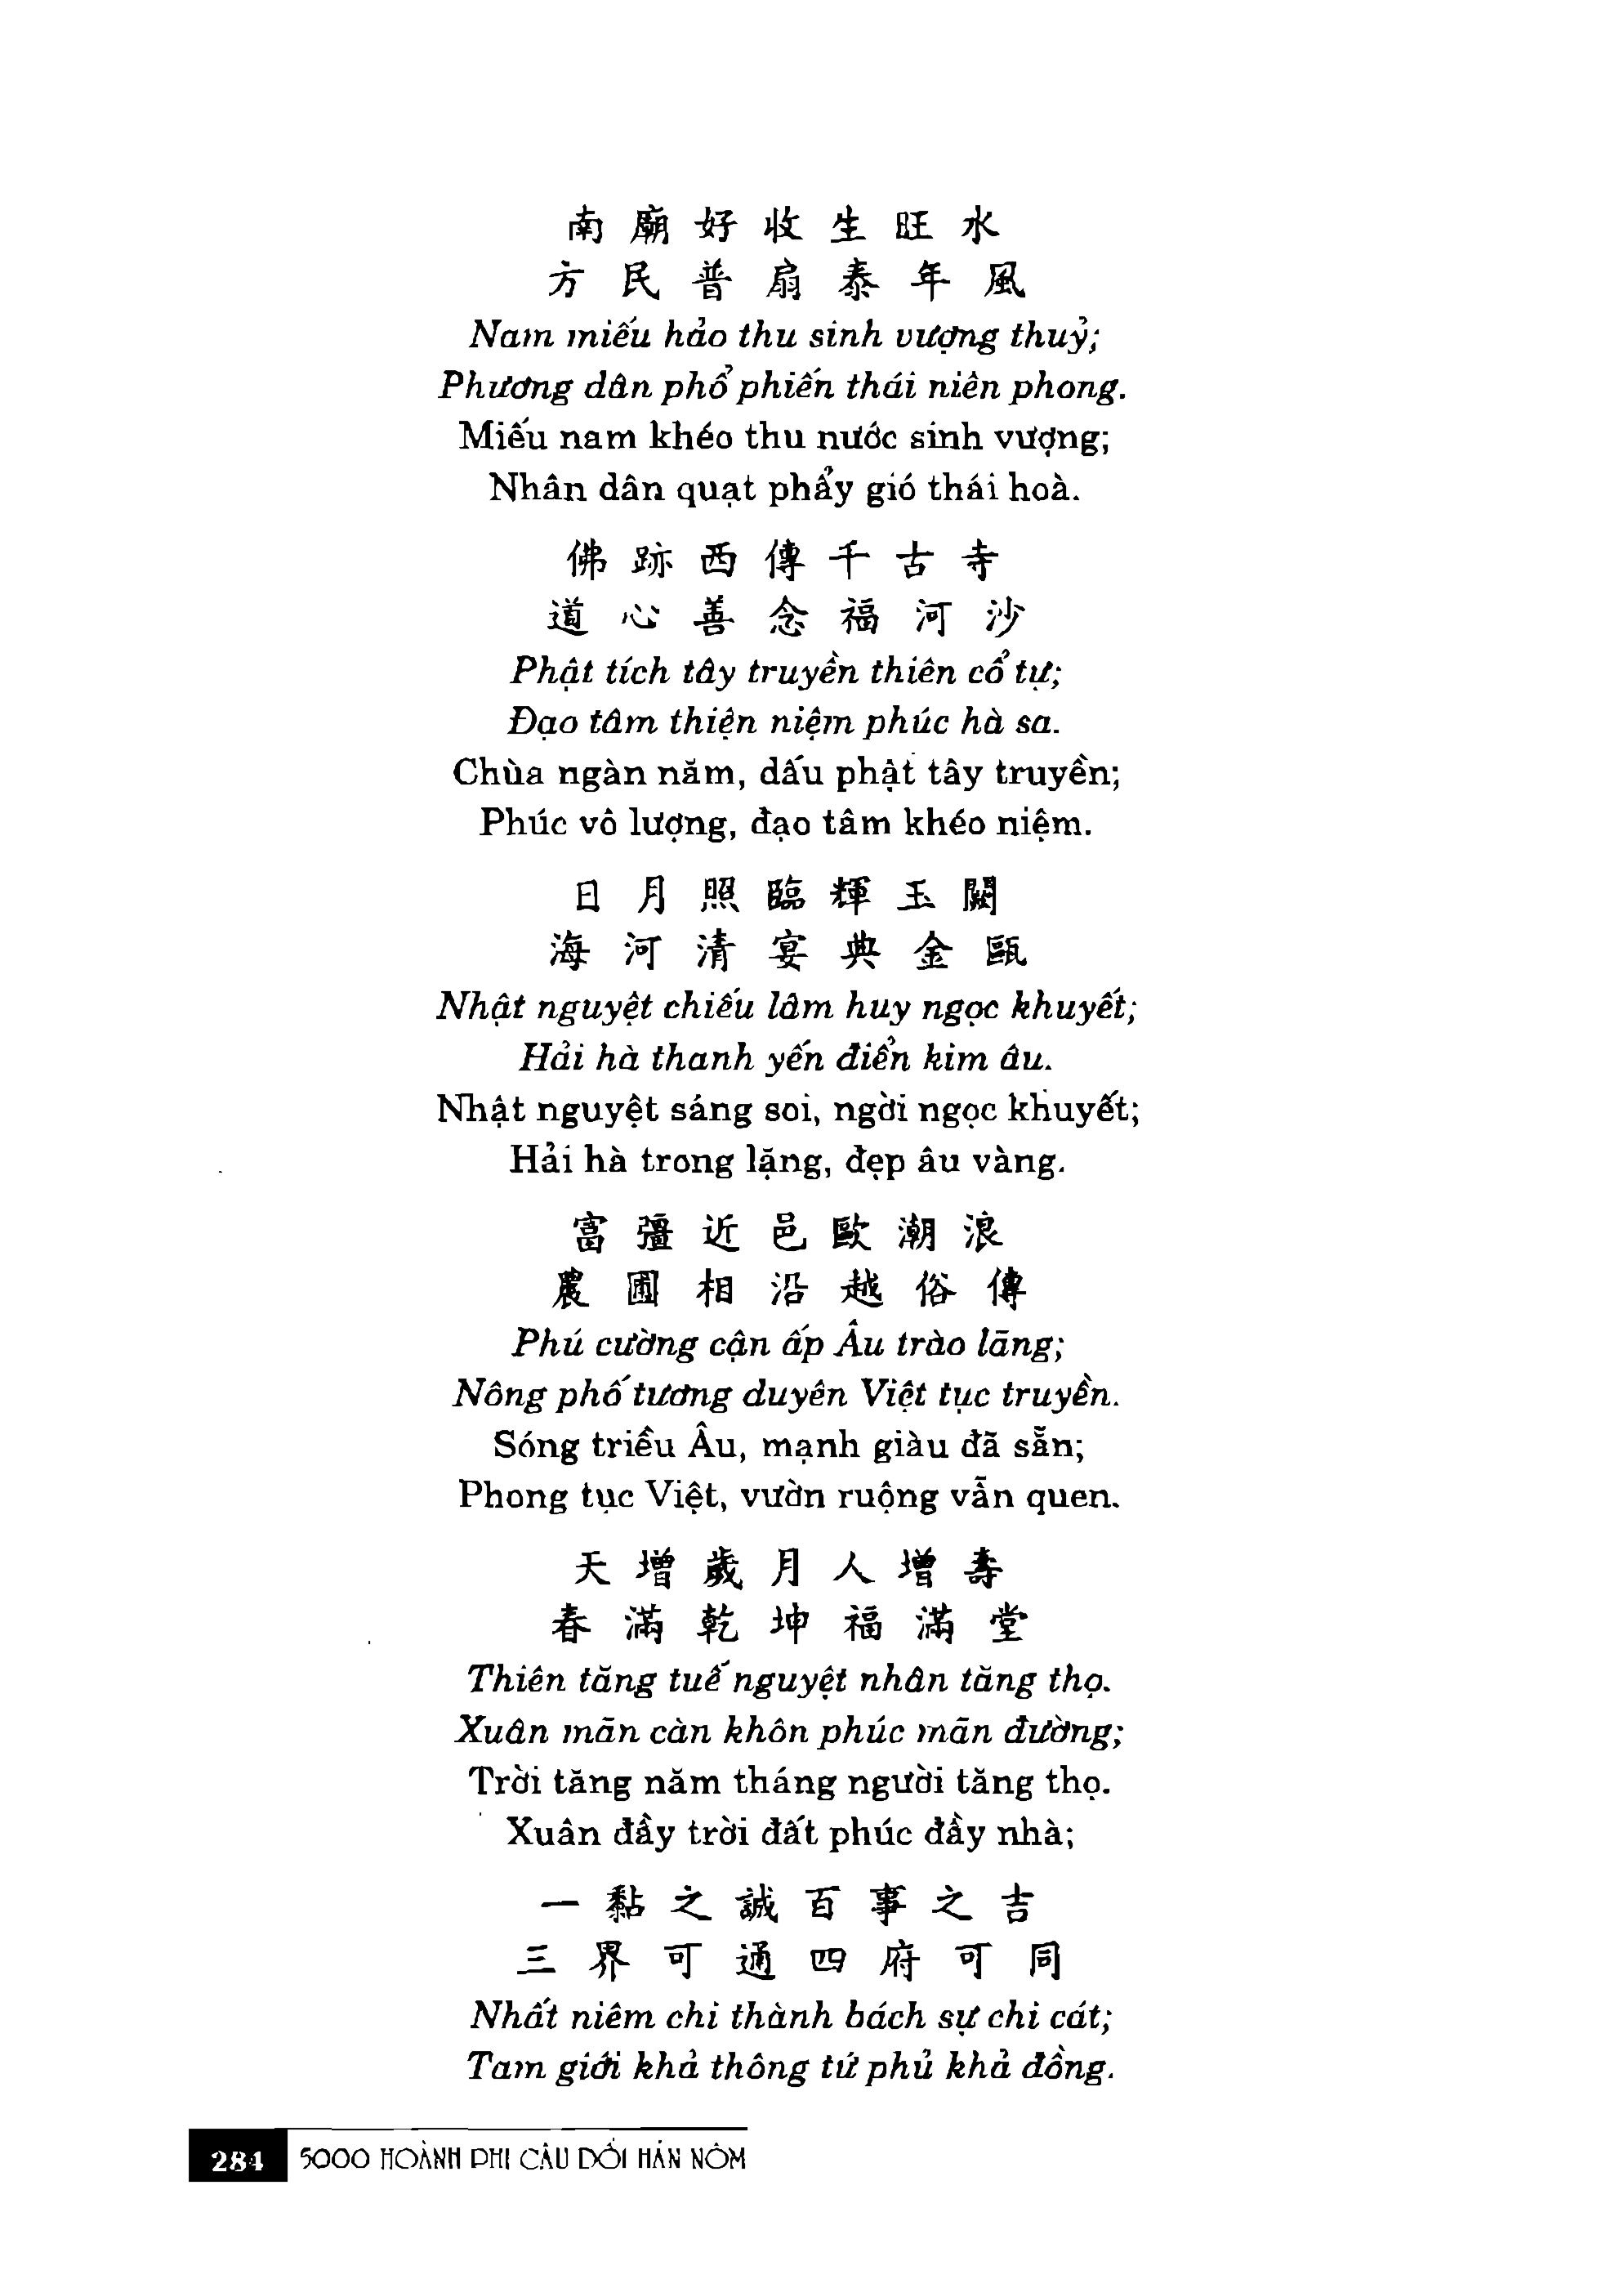 南廟好收生旺水
方民普扇泰年風
Nam miếu hảo thu sinh vượng thuỷ;
Phương dân phổ phiến thái niên phong.
Miếu nam khéo thu nước sinh vượng;
Nhân dân quạt phẩy gió thái hoà.
佛跡西傳千古寺
道心善念福河沙
Phật tích tây truyền thiên cổ tự;
Đạo tâm thiện niệm phúc hà sa.
Chùa ngàn năm, dấu phật tây truyền;
Phúc vô lượng, đạo tâm khéo niệm.
日月照臨輝玉闕
海河清宴典金甌
Nhật nguyệt chiếu lâm huy ngọc khuyết;
Hải hà thanh yến điển kim âu.
Nhật nguyệt sáng soi, ngời ngọc khuyết;
Hải hà trong lặng, đẹp âu vàng.
富彊近邑歐潮浪
農圃相沿越俗傳
Phú cường cận ấp Âu trào lãng;
Nông phố tương duyên Việt tục truyền.
Sóng triều Âu, mạnh giàu đã sẵn;
Phong tục Việt, vườn ruộng vẫn quen.
天增歲月人增壽
春滿乾坤福滿堂
Thiên tăng tuế nguyệt nhân tăng thọ.
Xuân mãn càn khôn phúc mãn đường;
Trời tăng năm tháng người tăng thọ.
Xuân đầy trời đất phúc đầy nhà;
一黏之誠百事之吉
三界可通四府可同
Nhất niêm chi thành bách sự chi cát;
Tam giới khả thông tứ phủ khả đồng.
284 5000 HOÀNH PHI CÂU ĐỐI HÁN NÔM